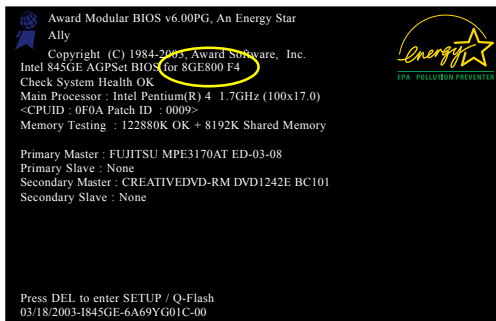 Award Modular BIOS v6.00PG, An Energy Star
Ally
Copyright (C) 1984-2003, Award Software, Inc.
Intel 845GE AGPSet BIOS for 8GE800 F4
Check System Health OK
Main Processor : Intel Pentium(R) 4 1.7GHz (100x17.0)
<CPUID : 0F0A Patch ID : 0009>
Memory Testing : 122880K OK + 8192K Shared Memory
Primary Master : FUJITSU MPE3170AT ED-03-08
Primary Slave : None
Secondary Master : CREATIVEDVD-RM DVD1242E BC101
Secondary Slave : None
Press DEL to enter SETUP / Q-Flash
03/18/2003-I845GE-6A69YG01C-00
energy
EPA POLLUTION PREVENTER